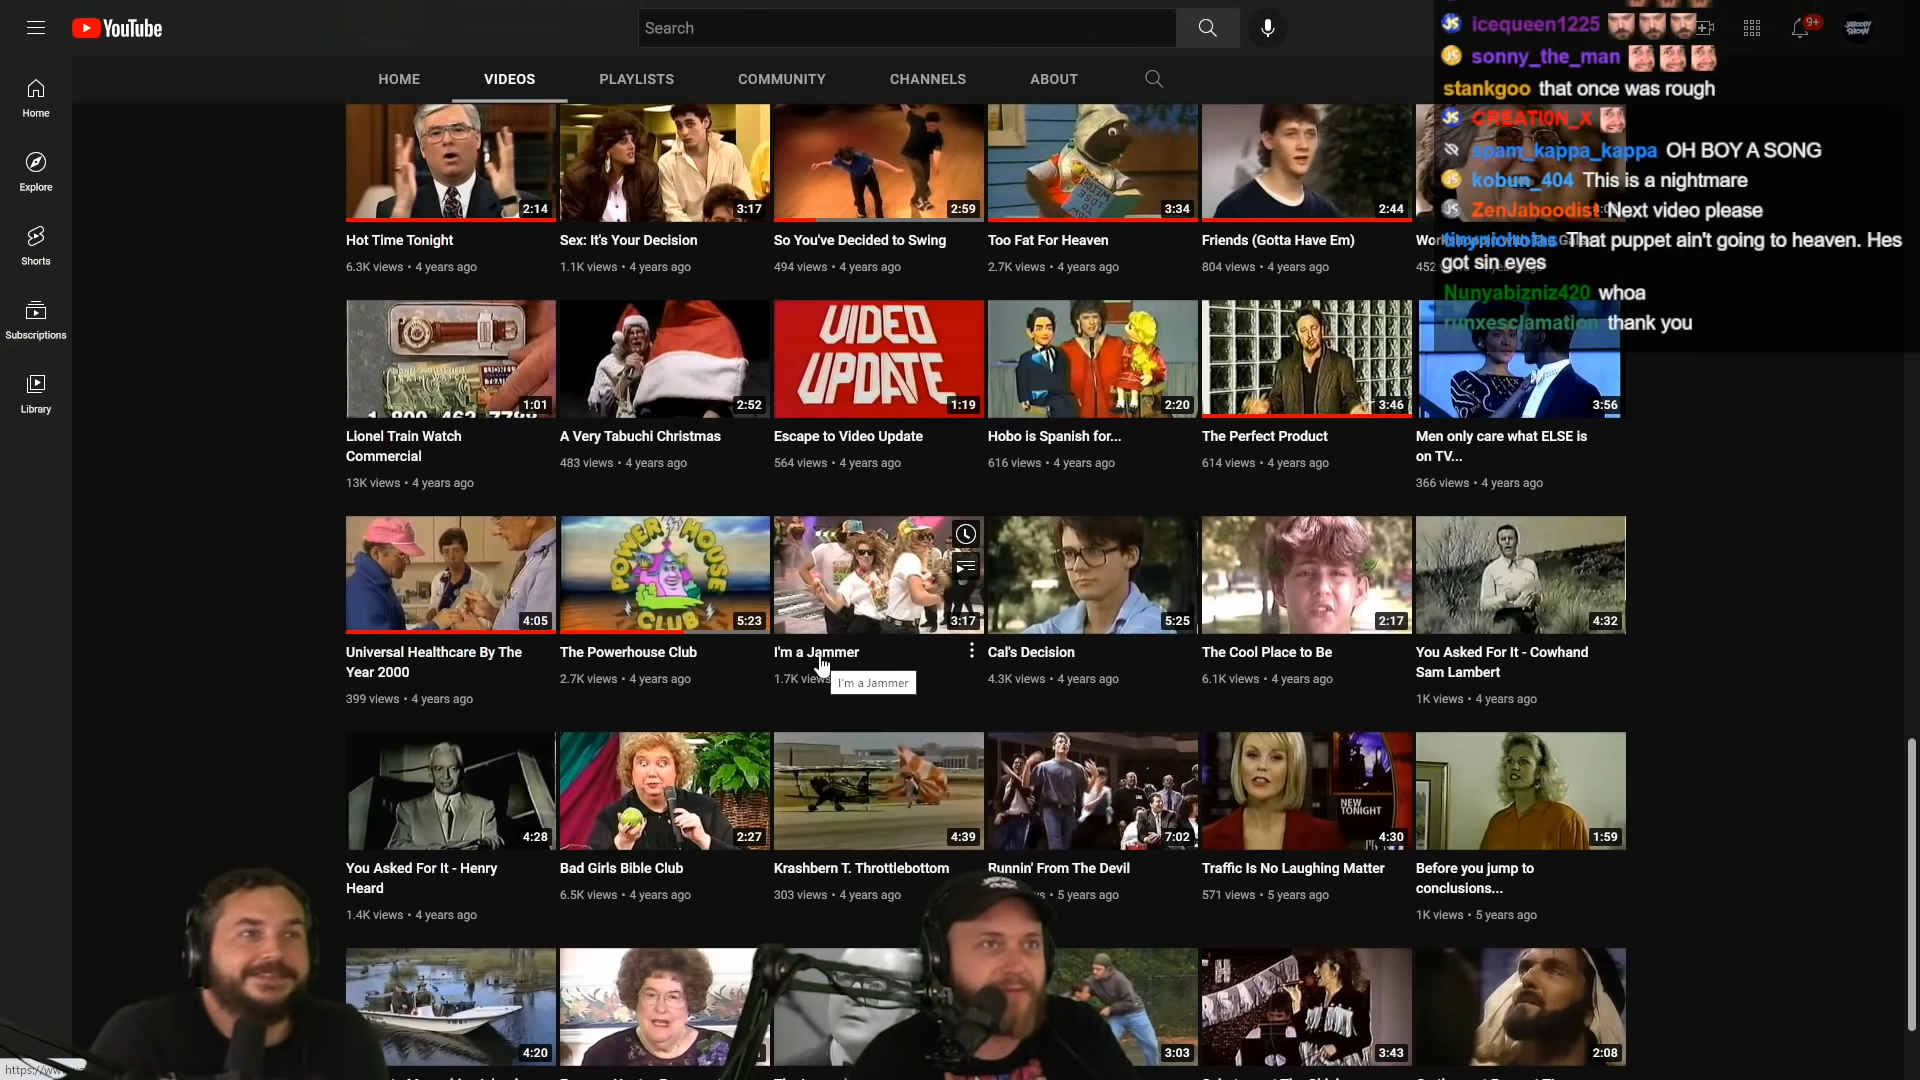 YouTube
Search
9+
HOME
VIDEOS
PLAYLISTS
COMMUNITY
CHANNELS
ABOUT
Home
Explore
Shorts
Subscriptions
Library
icequeen1225
sonny_the_man
stankgoo that once was rough
CREATI0N_X
spam_kappa_kappa OH BOY A SONG
kobun_404 This is a nightmare
ZenJaboodist Next video please
That puppet ain't going to heaven. Hes
got sin eyes
Nunyabizniz420 whoa
runxesclamation thank you
2:14
3:17
2:59
3:34
2:44
Hot Time Tonight
6.3K views • 4 years ago
Sex: It's Your Decision
1.1K views • 4 years ago
So You've Decided to Swing
494 views • 4 years ago
Too Fat For Heaven
2.7K views • 4 years ago
Friends (Gotta Have Em)
804 views • 4 years ago
VIDEO
UPDATE
1:01
2:52
1:19
2:20
3:46
3:56
Lionel Train Watch
Commercial
13K views • 4 years ago
A Very Tabuchi Christmas
483 views • 4 years ago
Escape to Video Update
564 views • 4 years ago
Hobo is Spanish for...
616 views • 4 years ago
The Perfect Product
614 views • 4 years ago
Men only care what ELSE is
on TV...
366 views • 4 years ago
POWER HOUSE
CLUB
4:05
5:23
3:17
5:25
2:17
4:32
Universal Healthcare By The
Year 2000
399 views • 4 years ago
The Powerhouse Club
2.7K views • 4 years ago
I'm a Jammer
1.7K views
I'm a Jammer
Cal's Decision
4.3K views • 4 years ago
The Cool Place to Be
6.1K views • 4 years ago
You Asked For It - Cowhand
Sam Lambert
1K views • 4 years ago
NEW
TONIGHT
4:28
2:27
4:39
7:02
4:30
1:59
You Asked For It - Henry
Heard
1.4K views • 4 years ago
Bad Girls Bible Club
6.5K views • 4 years ago
Krashbern T. Throttlebottom
303 views • 4 years ago
Runnin' From The Devil
5 years ago
Traffic Is No Laughing Matter
571 views • 5 years ago
Before you jump to
conclusions...
1K views • 5 years ago
4:20
3:03
3:43
2:08